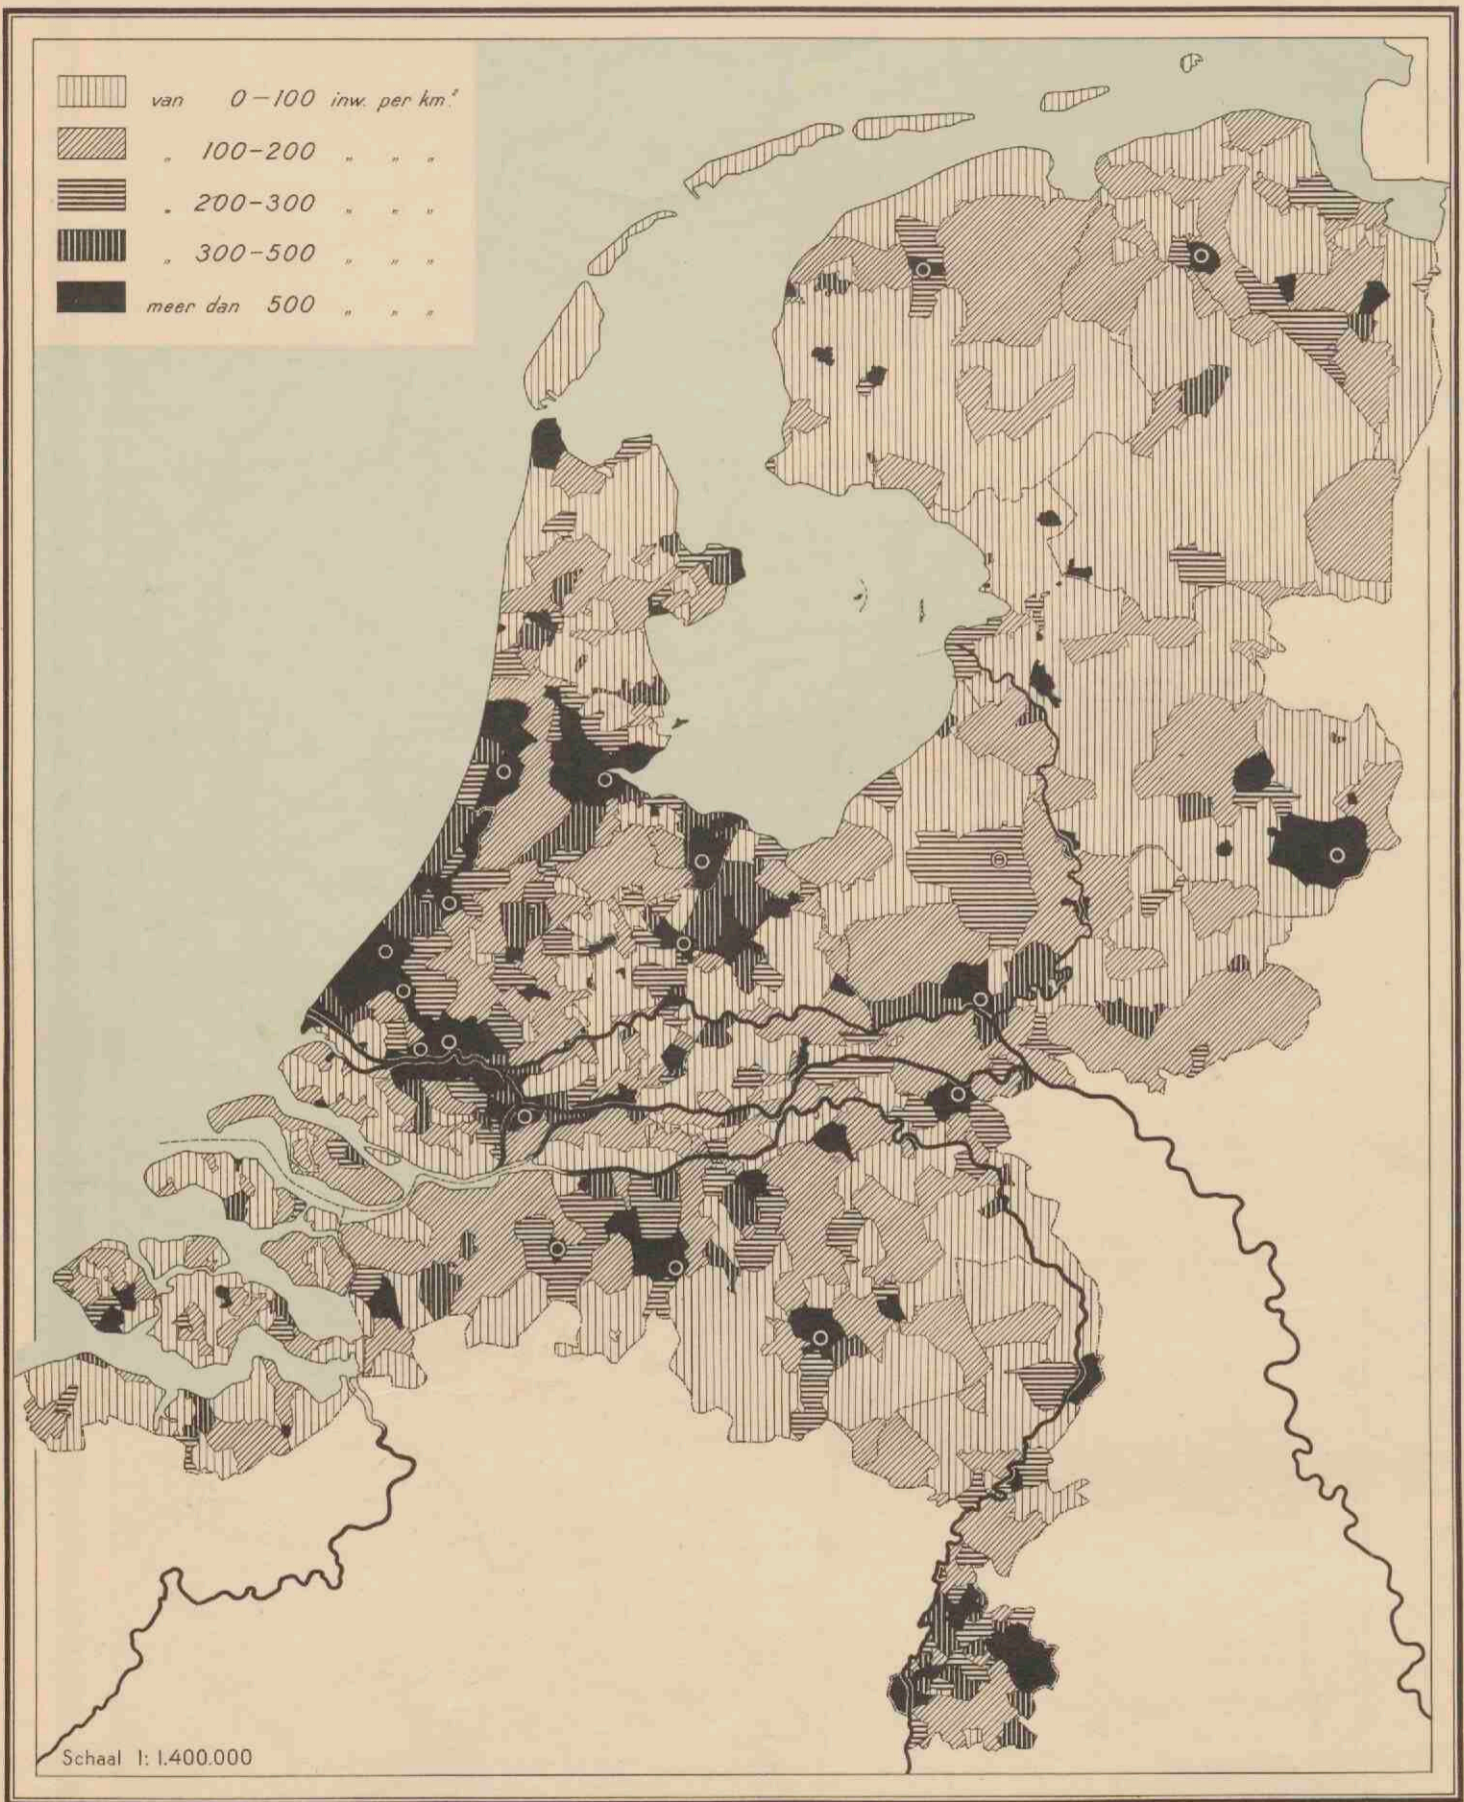 van 0-100 inw. per km.²
„ 100-200 „ „ „
„ 200-300 „ „ „
„ 300-500 „ „ „
meer dan 500 „ „ „
Schaal 1: 1.400.000